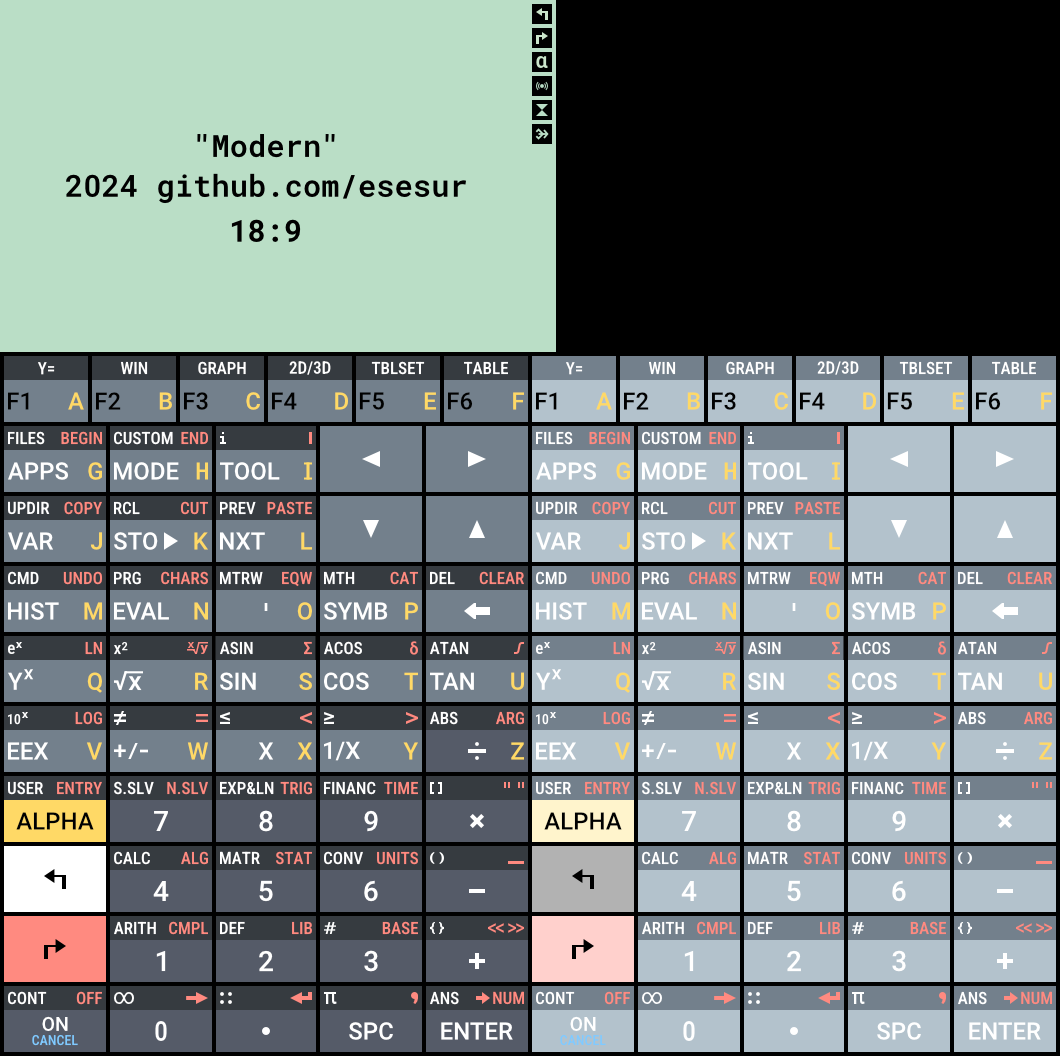 α
"Modern"
2024 github.com/esesur
18:9
Y= WIN GRAPH 2D/3D TBLSET TABLE Y= WIN GRAPH 2D/3D TBLSET TABLE
F1 A F2 B F3 C F4 D F5 E F6 F F1 A F2 B F3 C F4 D F5 E F6 F
FILES BEGIN CUSTOM END i I FILES BEGIN CUSTOM END i I
APPS G MODE H TOOL I ◀ ▶ APPS G MODE H TOOL I ◀ ▶
UPDIR COPY RCL CUT PREV PASTE UPDIR COPY RCL CUT PREV PASTE
VAR J STO▶ K NXT L ▼ ▲ VAR J STO▶ K NXT L ▼ ▲
CMD UNDO PRG CHARS MTRW EQW MTH CAT DEL CLEAR CMD UNDO PRG CHARS MTRW EQW MTH CAT DEL CLEAR
HIST M EVAL N ' O SYMB P ← HIST M EVAL N ' O SYMB P ←
eˣ LN x² ˣ√y ASIN Σ ACOS δ ATAN ∫ eˣ LN x² ˣ√y ASIN Σ ACOS δ ATAN ∫
Yˣ Q √x R SIN S COS T TAN U Yˣ Q √x R SIN S COS T TAN U
10ˣ LOG ≠ = ≤ < ≥ > ABS ARG 10ˣ LOG ≠ = ≤ < ≥ > ABS ARG
EEX V +/- W X X 1/X Y ÷ Z EEX V +/- W X X 1/X Y ÷ Z
USER ENTRY S.SLV N.SLV EXP&LN TRIG FINANC TIME [] " " USER ENTRY S.SLV N.SLV EXP&LN TRIG FINANC TIME [] " "
ALPHA 7 8 9 × ALPHA 7 8 9 ×
CALC ALG MATR STAT CONV UNITS () _ CALC ALG MATR STAT CONV UNITS () _
↰ 4 5 6 − ↰ 4 5 6 −
ARITH CMPL DEF LIB # BASE {} << >> ARITH CMPL DEF LIB # BASE {} << >>
↱ 1 2 3 + ↱ 1 2 3 +
CONT OFF ∞ → :: ↵ π , ANS →NUM CONT OFF ∞ → :: ↵ π , ANS →NUM
ON 0 • SPC ENTER ON 0 • SPC ENTER
CANCEL CANCEL